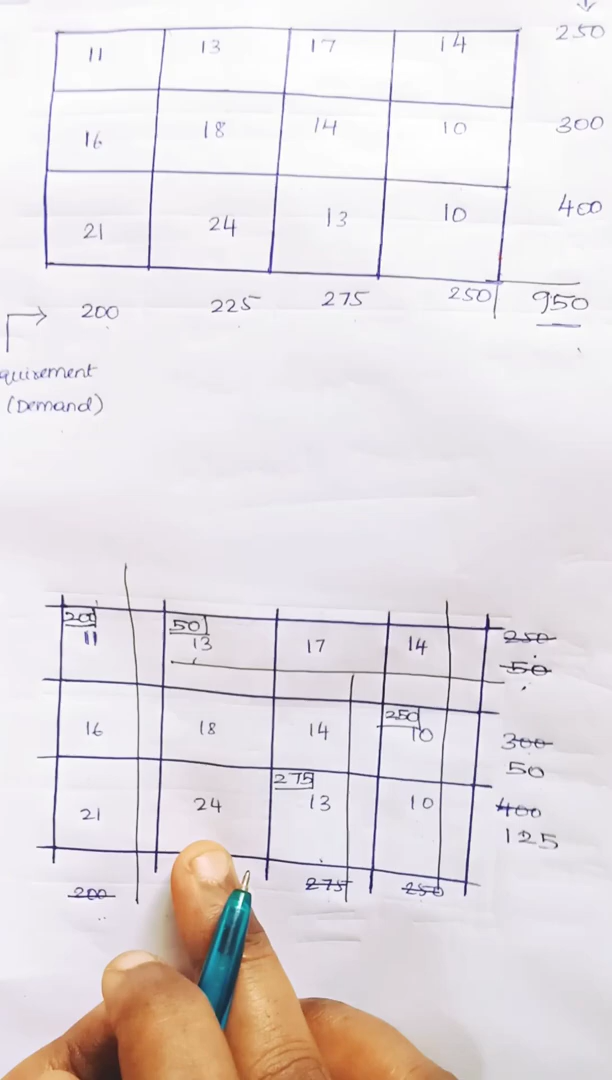 250
11 13 17 14
16 18 14 10 300
21 24 13 10 400
200 225 275 250 950
quirement
(Demand)
200 50
11 13 17 14 250
50
250
16 18 14 10 300
50
275
21 24 13 10 400
125
200 275 250